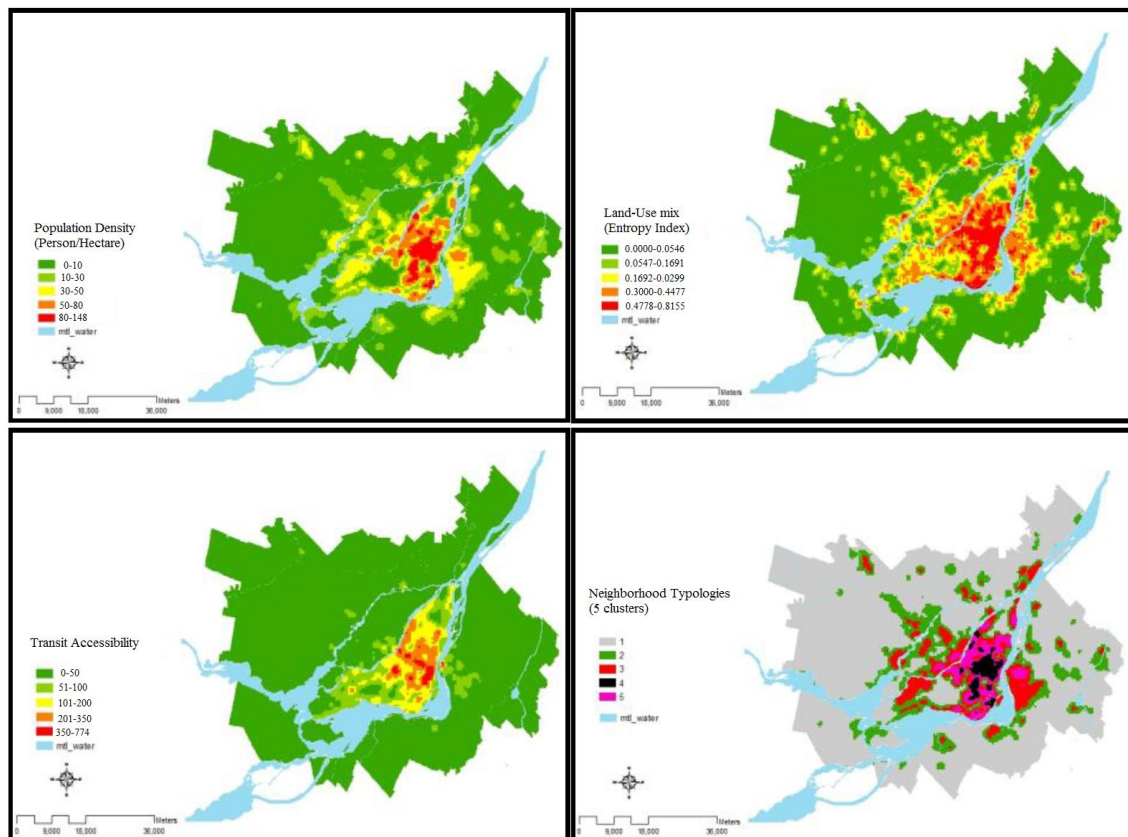 Population Density
(Person/Hectare)
0-10
10-30
30-50
50-80
80-148
mtl_water
0 9,000 18,000 36,000 Meters
Land-Use mix
(Entropy Index)
0.0000-0.0546
0.0547-0.1691
0.1692-0.0299
0.3000-0.4477
0.4778-0.8155
mtl_water
0 9,000 18,000 36,000 Meters
Transit Accessibility
0-50
51-100
101-200
201-350
350-774
mtl_water
0 9,000 18,000 36,000 Meters
Neighborhood Typologies
(5 clusters)
1
2
3
4
5
mtl_water
0 9,000 18,000 36,000 Meters